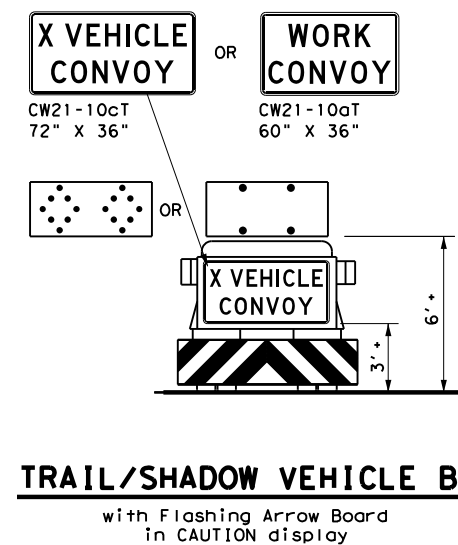 X VEHICLE
CONVOY
OR
WORK
CONVOY
CW21-10cT
72" X 36"
CW21-10aT
60" X 36"
OR
X VEHICLE
CONVOY
6' +
3' +
TRAIL/SHADOW VEHICLE B
with Flashing Arrow Board
in CAUTION display